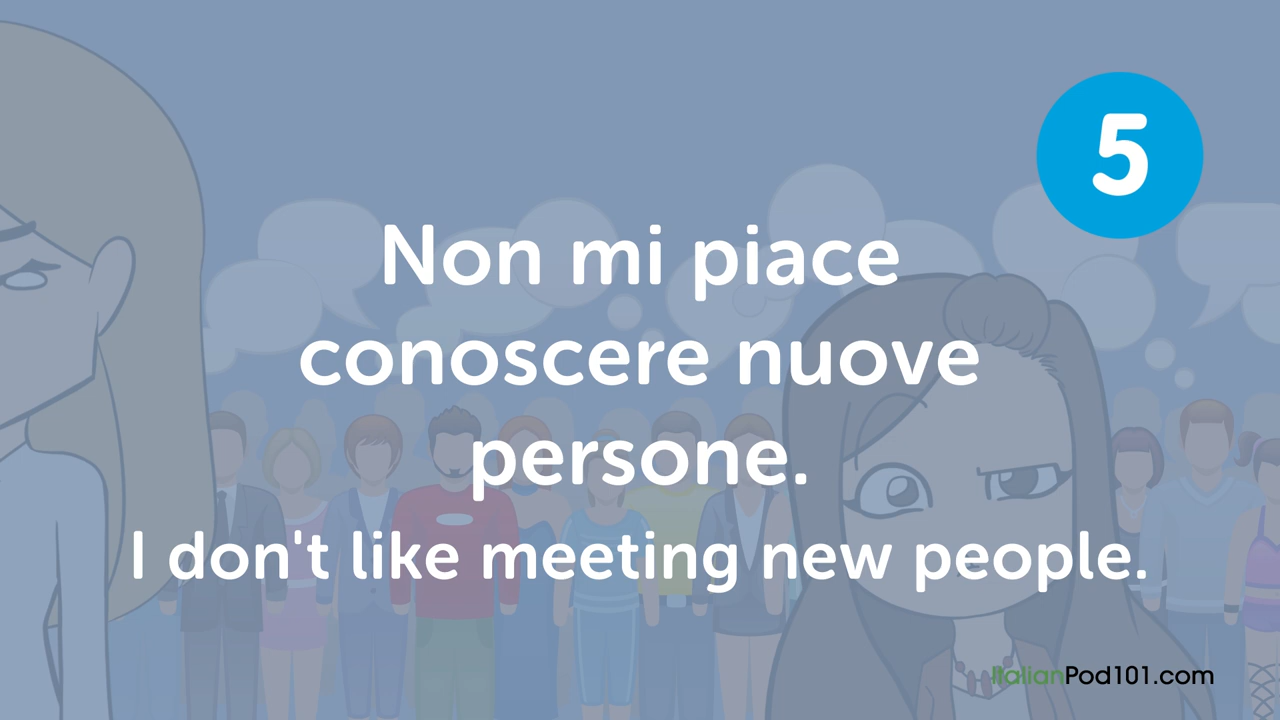 5
Non mi piace
conoscere nuove
persone.
I don't like meeting new people.
ItalianPod101.com